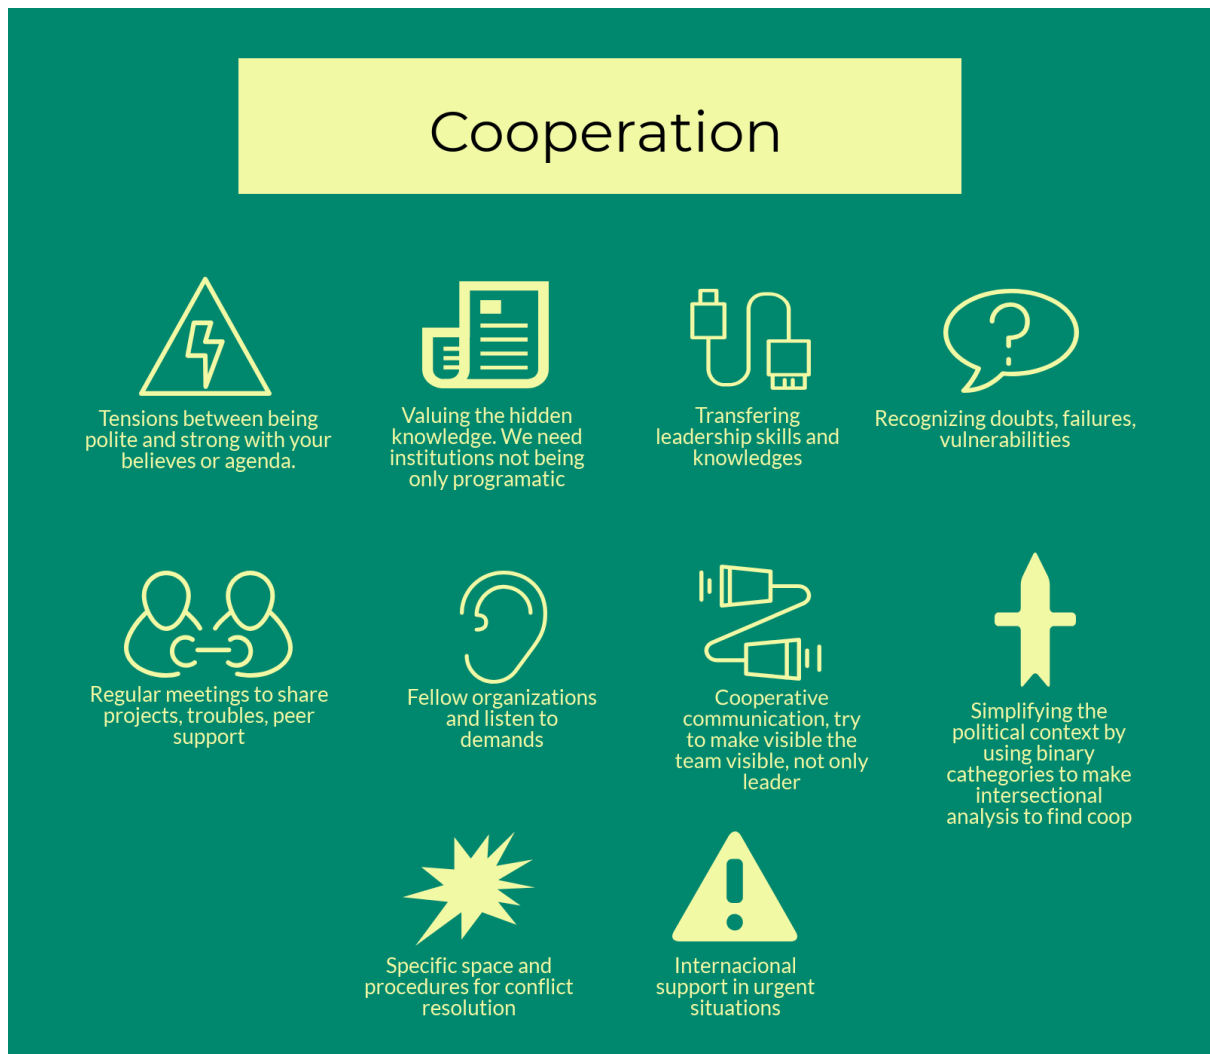 Cooperation
Tensions between being
polite and strong with your
believes or agenda.
Valuing the hidden
knowledge. We need
institutions not being
only programatic
Transfering
leadership skills and
knowledges
Recognizing doubts, failures,
vulnerabilities
Regular meetings to share
projects, troubles, peer
support
Fellow organizations
and listen to
demands
Cooperative
communication, try
to make visible the
team visible, not only
leader
Simplifying the
political context by
using binary
cathegories to make
intersectional
analysis to find coop
Specific space and
procedures for conflict
resolution
Internacional
support in urgent
situations